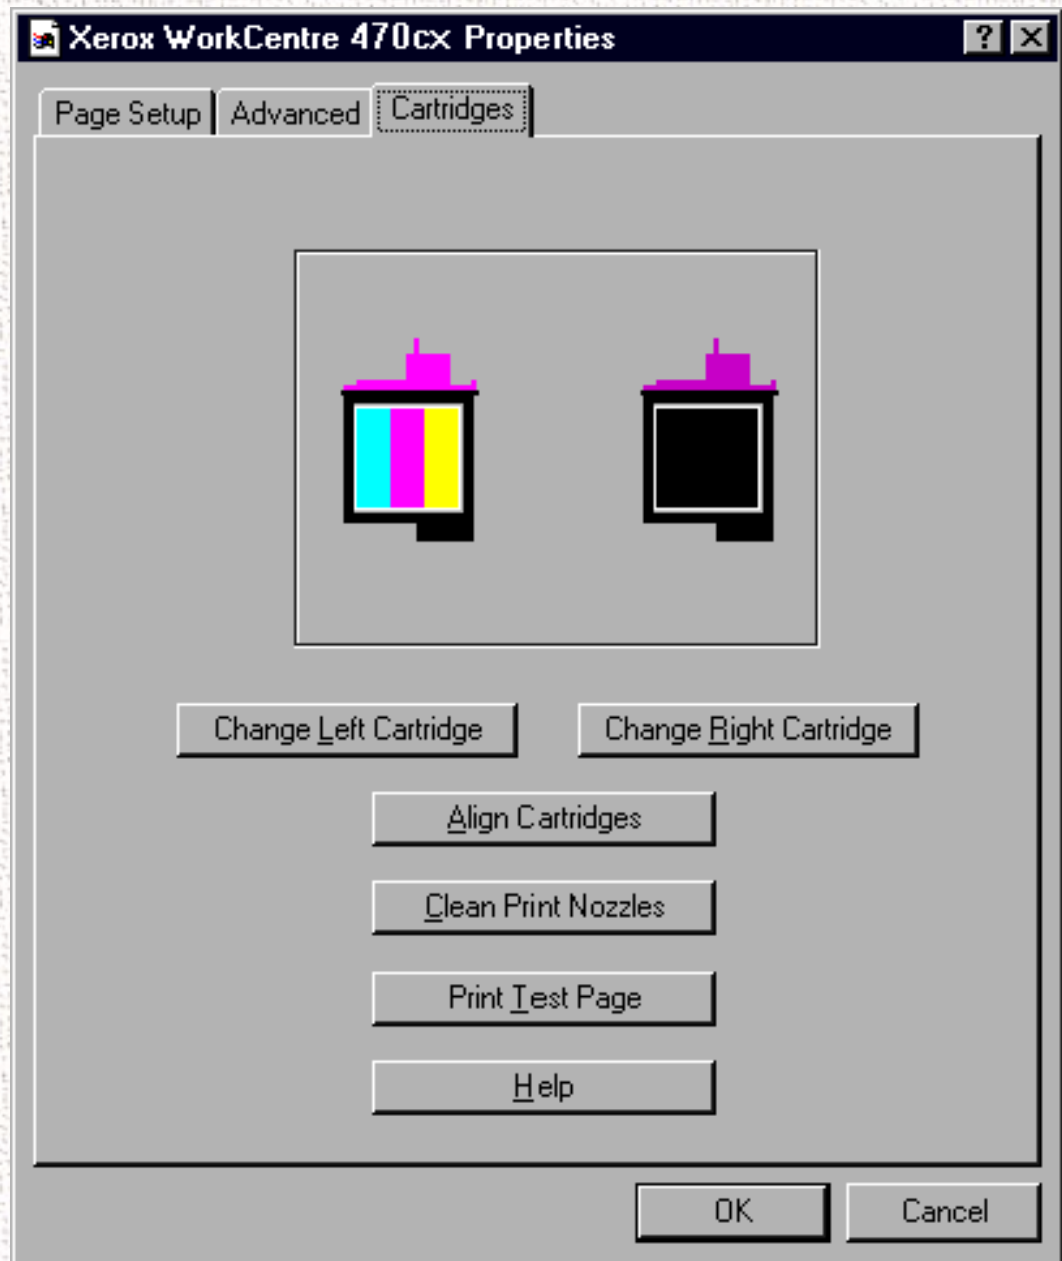 Xerox WorkCentre 470cx Properties
Page Setup
Advanced
Cartridges
Change Left Cartridge
Change Right Cartridge
Align Cartridges
Clean Print Nozzles
Print Test Page
Help
OK
Cancel